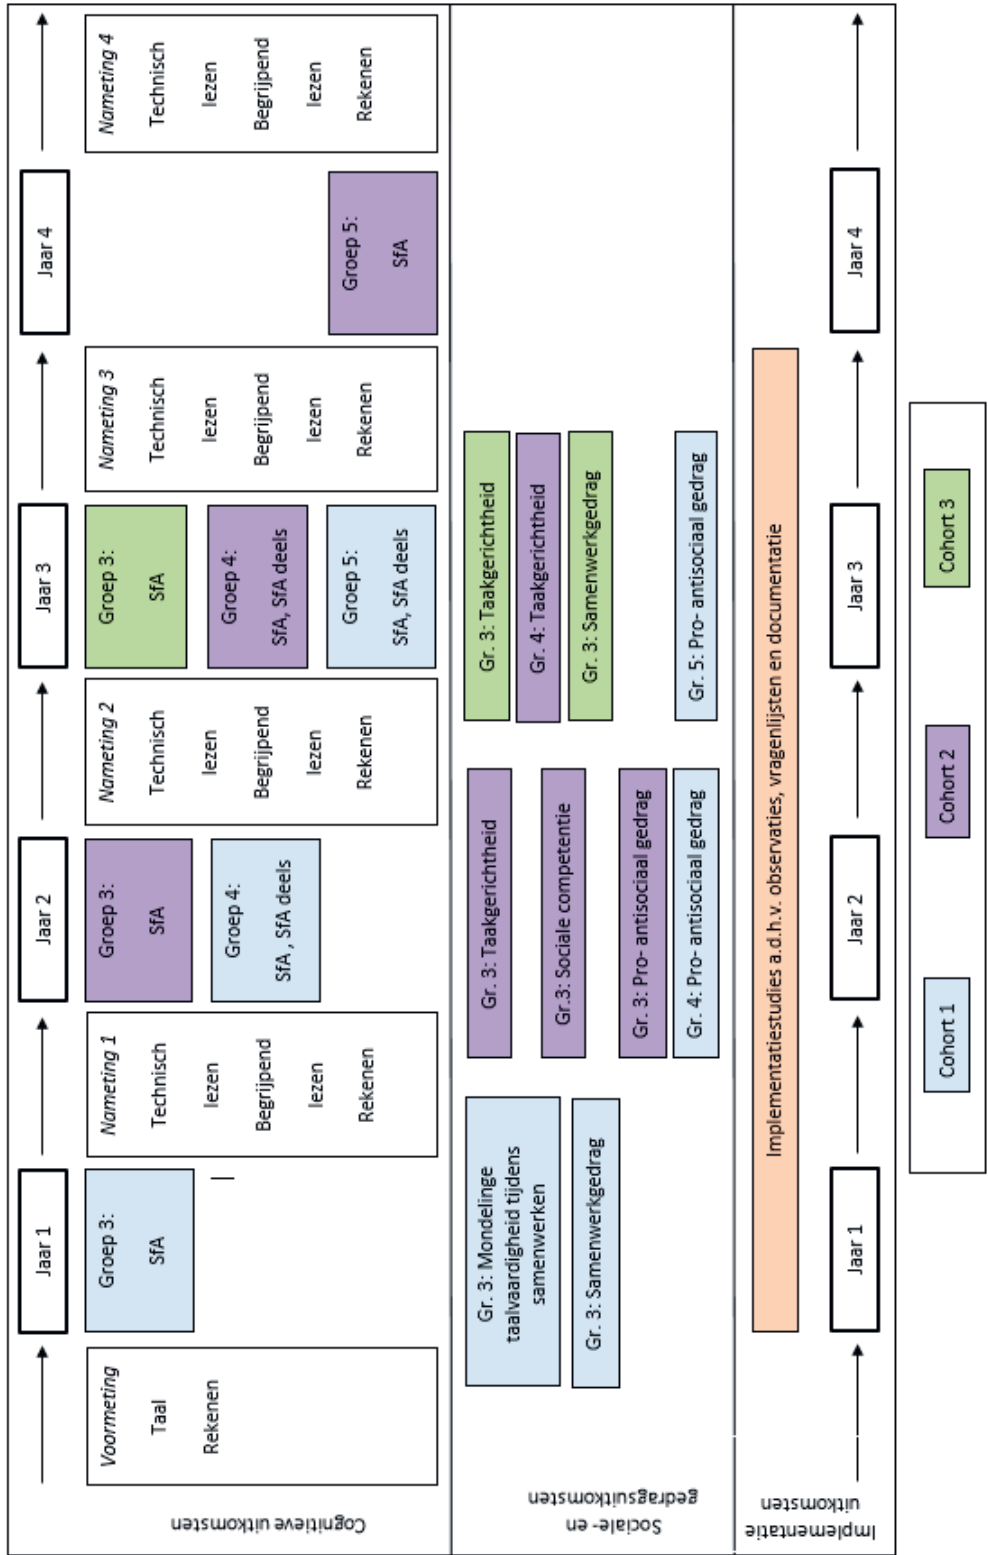 Jaar 1
Jaar 2
Jaar 3
Jaar 4
Cognitieve uitkomsten
Voormeting
Taal
Rekenen
Groep 3:
SfA
Nameting 1
Technisch
lezen
Begrijpend
lezen
Rekenen
Groep 3:
SfA
Groep 4:
SfA , SfA deels
Nameting 2
Technisch
lezen
Begrijpend
lezen
Rekenen
Groep 3:
SfA
Groep 4:
SfA, SfA deels
Groep 5:
SfA, SfA deels
Nameting 3
Technisch
lezen
Begrijpend
lezen
Rekenen
Groep 5:
SfA
Nameting 4
Technisch
lezen
Begrijpend
lezen
Rekenen
Sociale- en
gedragsuitkomsten
Gr. 3: Mondelinge
taalvaardigheid tijdens
samenwerken
Gr. 3: Samenwerkgedrag
Gr. 3: Taakgerichtheid
Gr.3: Sociale competentie
Gr. 3: Pro- antisociaal gedrag
Gr. 4: Pro- antisociaal gedrag
Gr. 3: Taakgerichtheid
Gr. 4: Taakgerichtheid
Gr. 3: Samenwerkgedrag
Gr. 5: Pro- antisociaal gedrag
Implementatie
uitkomsten
Implementatiestudies a.d.h.v. observaties, vragenlijsten en documentatie
Jaar 1
Jaar 2
Jaar 3
Jaar 4
Cohort 1
Cohort 2
Cohort 3